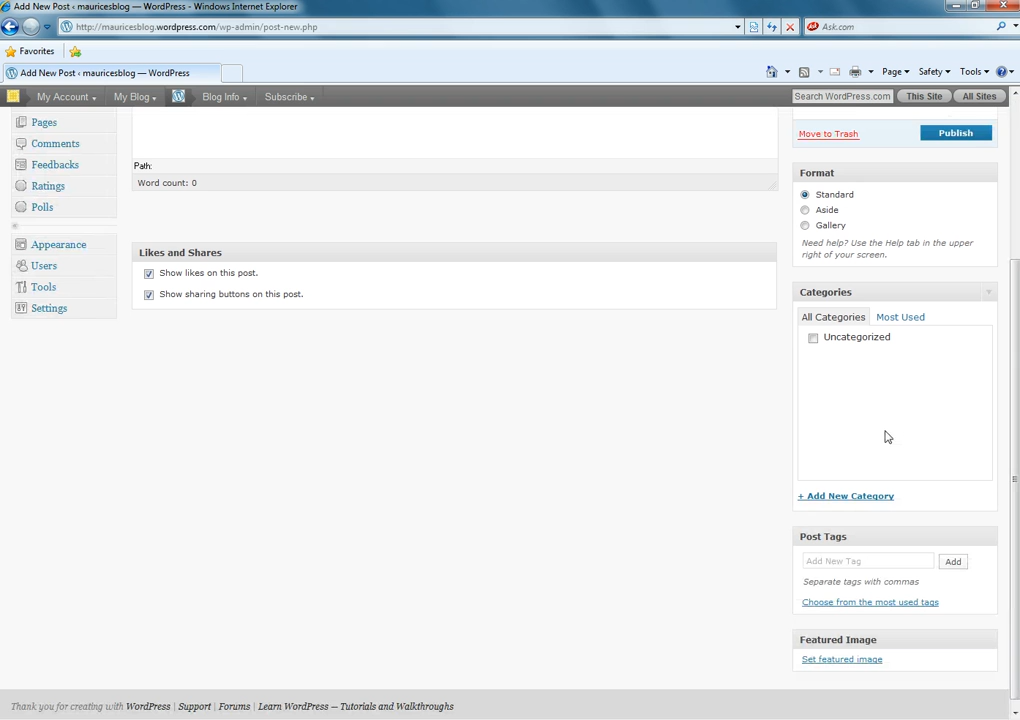 Add New Post ‹ mauricesblog — WordPress - Windows Internet Explorer
http://mauricesblog.wordpress.com/wp-admin/post-new.php
Ask.com
Favorites
Add New Post ‹ mauricesblog — WordPress
Page
Safety
Tools
My Account
My Blog
Blog Info
Subscribe
Search WordPress.com
This Site
All Sites
Pages
Comments
Feedbacks
Ratings
Polls
Appearance
Users
Tools
Settings
Path:
Word count: 0
Likes and Shares
Show likes on this post.
Show sharing buttons on this post.
Move to Trash
Publish
Format
Standard
Aside
Gallery
Need help? Use the Help tab in the upper
right of your screen.
Categories
All Categories
Most Used
Uncategorized
+ Add New Category
Post Tags
Add New Tag
Add
Separate tags with commas
Choose from the most used tags
Featured Image
Set featured image
Thank you for creating with WordPress | Support | Forums | Learn WordPress — Tutorials and Walkthroughs